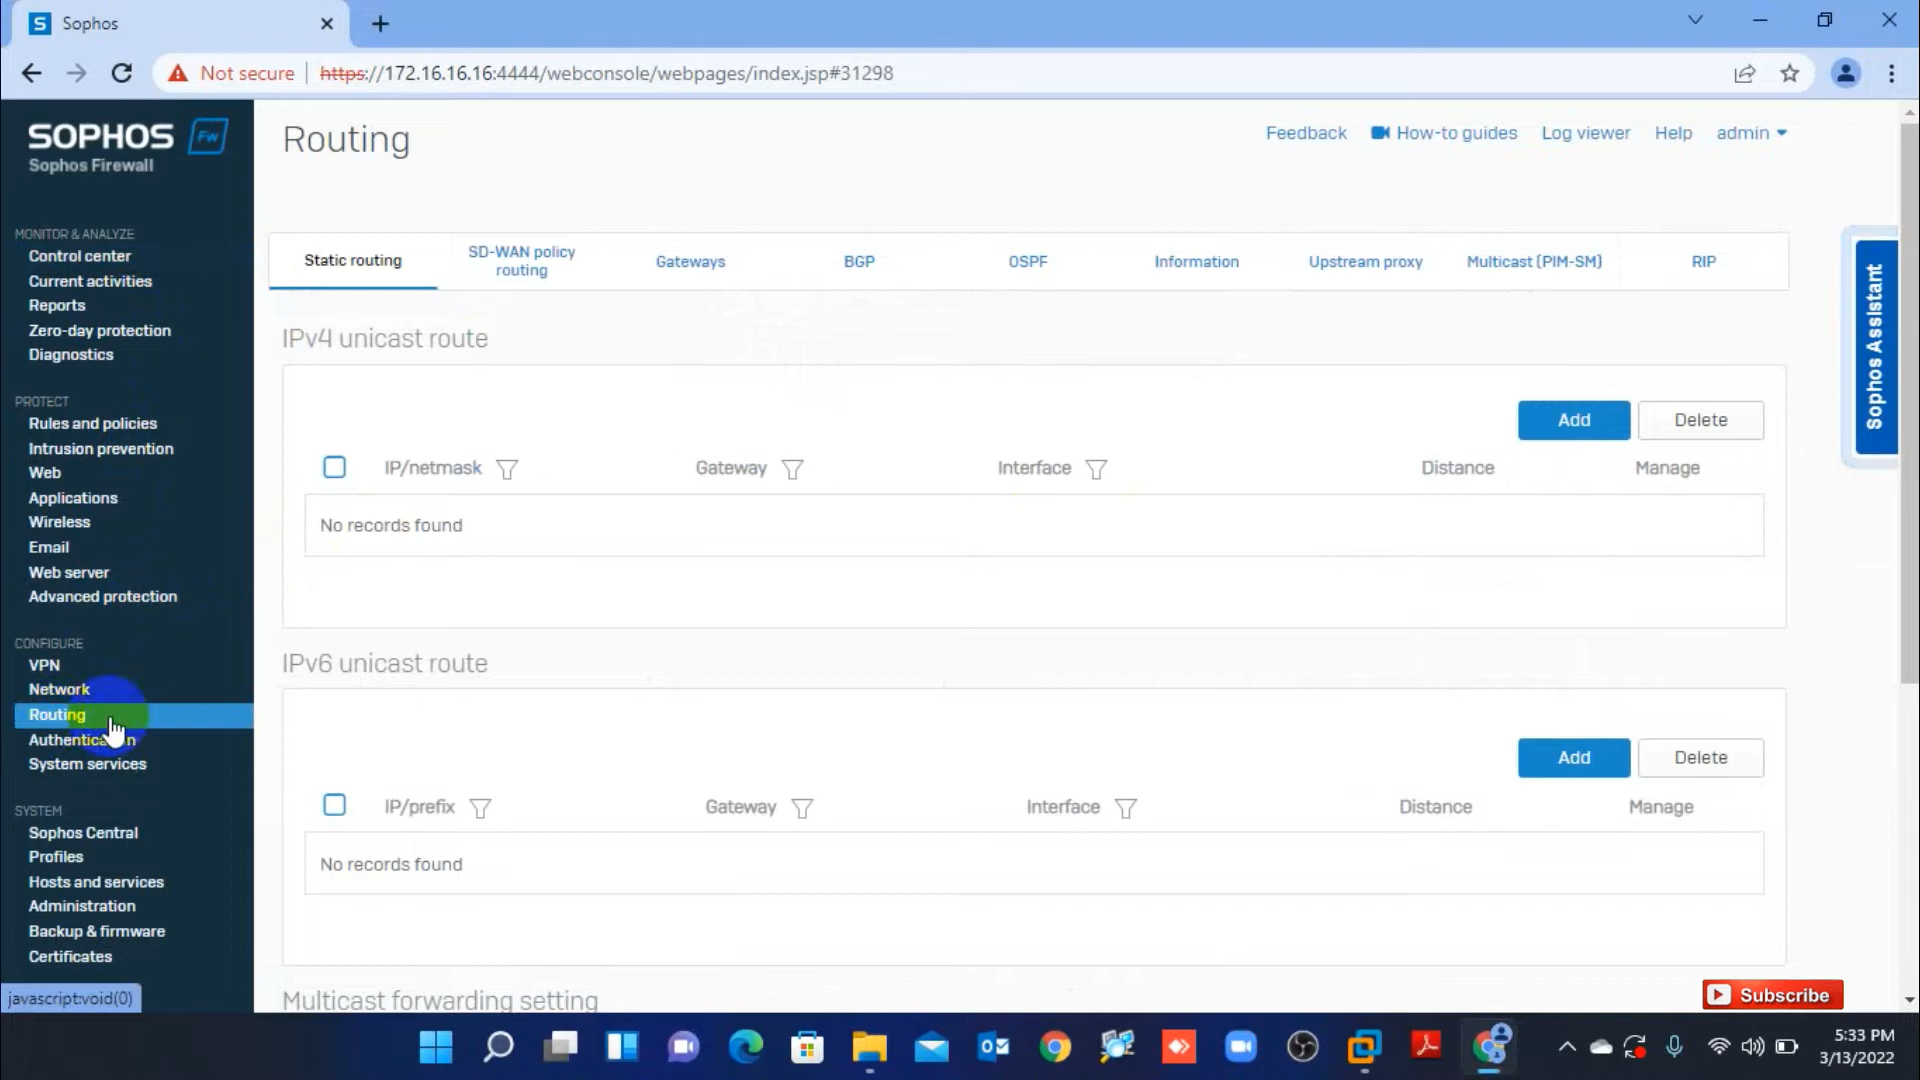 Sophos
Not secure https://172.16.16.16:4444/webconsole/webpages/index.jsp#31298
SOPHOS Fw
Sophos Firewall
MONITOR & ANALYZE
Control center
Current activities
Reports
Zero-day protection
Diagnostics
PROTECT
Rules and policies
Intrusion prevention
Web
Applications
Wireless
Email
Web server
Advanced protection
CONFIGURE
VPN
Network
Routing
System services
SYSTEM
Sophos Central
Profiles
Hosts and services
Administration
Backup & firmware
Certificates
javascript:void(0)
Routing
Feedback How-to guides Log viewer Help admin
Static routing
SD-WAN policy
routing
Gateways
BGP
OSPF
Information
Upstream proxy
Multicast (PIM-SM)
RIP
IPv4 unicast route
Add Delete
IP/netmask Gateway Interface Distance Manage
No records found
IPv6 unicast route
Add Delete
IP/prefix Gateway Interface Distance Manage
No records found
Multicast forwarding setting
Sophos Assistant
Subscribe
5:33 PM
3/13/2022